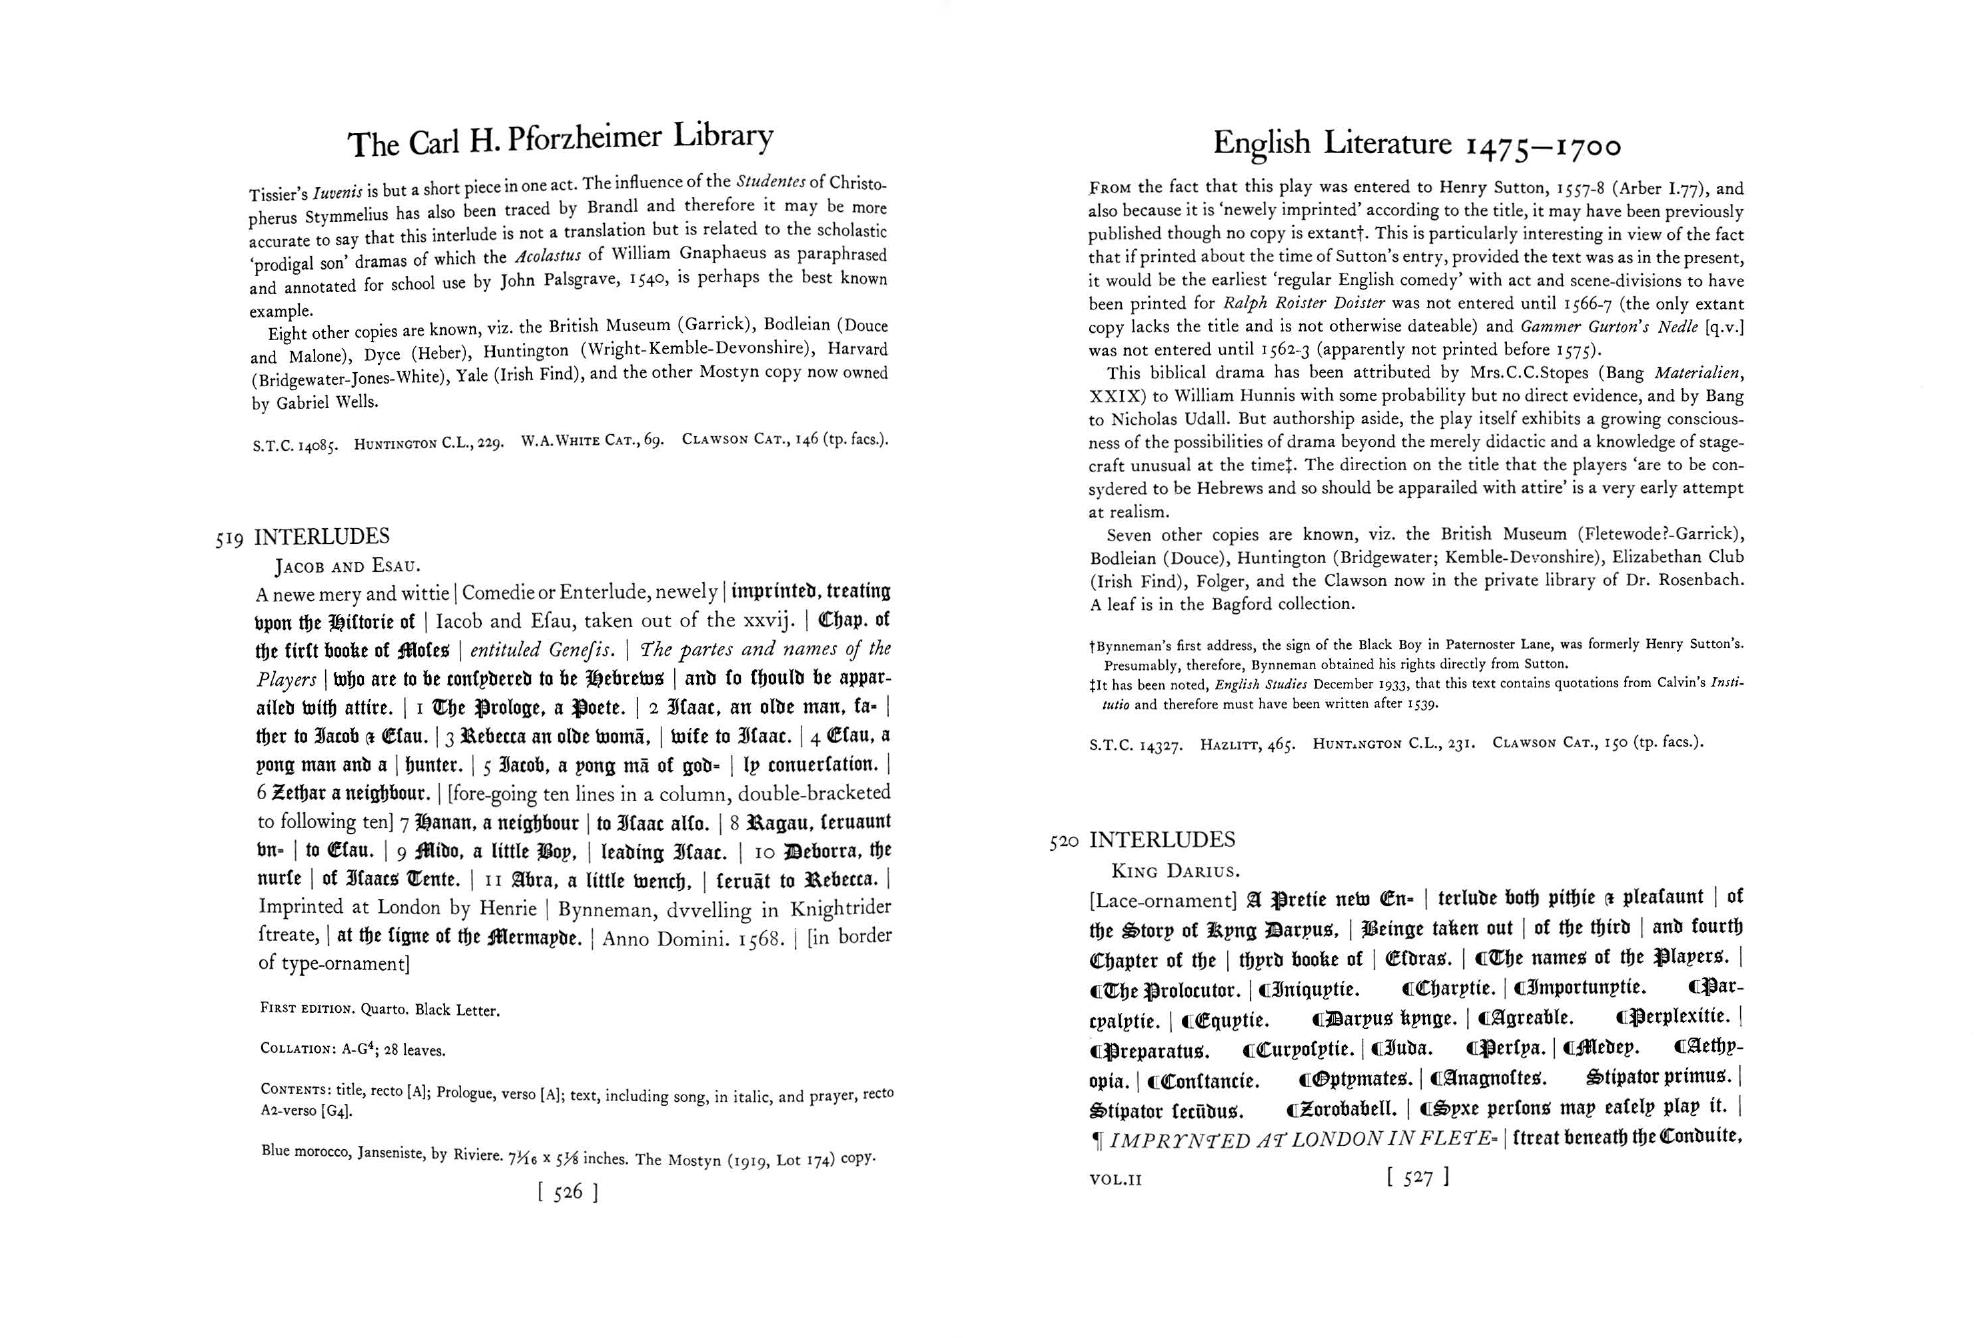 The Carl H. Pforzheimer Library
Tissier's Iuvenis is but a short piece in one act. The influence of the Studentes of Christo-
pherus Stymmelius has also been traced by Brandl and therefore it may be more
accurate to say that this interlude is not a translation but is related to the scholastic
'prodigal son' dramas of which the Acolastus of William Gnaphaeus as paraphrased
and annotated for school use by John Palsgrave, 1540, is perhaps the best known
example.
Eight other copies are known, viz. the British Museum (Garrick), Bodleian (Douce
and Malone), Dyce (Heber), Huntington (Wright-Kemble-Devonshire), Harvard
(Bridgewater-Jones-White), Yale (Irish Find), and the other Mostyn copy now owned
by Gabriel Wells.
S.T.C. 14085. Huntington C.L., 229. W.A.White Cat., 69. Clawson Cat., 146 (tp. facs.).
519 INTERLUDES
Jacob and Esau.
A newe mery and wittie | Comedie or Enterlude, newely | imprinted, treating
vpon the Hiſtorie of | Iacob and Eſau, taken out of the xxvij. | Chap. of
the firſt booke of Moſes | entituled Geneſis. | The partes and names of the
Players | who are to be conſydered to be Hebrews | and ſo ſhould be appar-
ailed with attire. | 1 The Prologe, a Poete. | 2 Iſaac, an olde man, fa= |
ther to Jacob & Eſau. | 3 Rebecca an olde womā, | wife to Iſaac. | 4 Eſau, a
yong man and a | hunter. | 5 Jacob, a yong mā of god= | ly conuerſation. |
6 Zethar a neighbour. | [fore-going ten lines in a column, double-bracketed
to following ten] 7 Hanan, a neighbour | to Iſaac alſo. | 8 Ragau, ſeruaunt
vn= | to Eſau. | 9 Mido, a little Boy, | leading Iſaac. | 10 Deborra, the
nurſe | of Iſaacs Tente. | 11 Abra, a little wench, | ſeruāt to Rebecca. |
Imprinted at London by Henrie | Bynneman, dvvelling in Knightrider
ſtreate, | at the ſigne of the Mermayde. | Anno Domini. 1568. | [in border
of type-ornament]
First edition. Quarto. Black Letter.
Collation: A-G⁴; 28 leaves.
Contents: title, recto [A]; Prologue, verso [A]; text, including song, in italic, and prayer, recto
A2-verso [G4].
Blue morocco, Janseniste, by Riviere. 7 1/16 x 5 1/8 inches. The Mostyn (1919, Lot 174) copy.
[ 526 ]
English Literature 1475–1700
From the fact that this play was entered to Henry Sutton, 1557-8 (Arber I.77), and
also because it is 'newely imprinted' according to the title, it may have been previously
published though no copy is extant†. This is particularly interesting in view of the fact
that if printed about the time of Sutton's entry, provided the text was as in the present,
it would be the earliest 'regular English comedy' with act and scene-divisions to have
been printed for Ralph Roister Doister was not entered until 1566-7 (the only extant
copy lacks the title and is not otherwise dateable) and Gammer Gurton's Nedle [q.v.]
was not entered until 1562-3 (apparently not printed before 1575).
This biblical drama has been attributed by Mrs.C.C.Stopes (Bang Materialien,
XXIX) to William Hunnis with some probability but no direct evidence, and by Bang
to Nicholas Udall. But authorship aside, the play itself exhibits a growing conscious-
ness of the possibilities of drama beyond the merely didactic and a knowledge of stage-
craft unusual at the time‡. The direction on the title that the players 'are to be con-
sydered to be Hebrews and so should be apparailed with attire' is a very early attempt
at realism.
Seven other copies are known, viz. the British Museum (Fletewode?-Garrick),
Bodleian (Douce), Huntington (Bridgewater; Kemble-Devonshire), Elizabethan Club
(Irish Find), Folger, and the Clawson now in the private library of Dr. Rosenbach.
A leaf is in the Bagford collection.
†Bynneman's first address, the sign of the Black Boy in Paternoster Lane, was formerly Henry Sutton's.
Presumably, therefore, Bynneman obtained his rights directly from Sutton.
‡It has been noted, English Studies December 1933, that this text contains quotations from Calvin's Insti-
tutio and therefore must have been written after 1539.
S.T.C. 14327. Hazlitt, 465. Huntington C.L., 231. Clawson Cat., 150 (tp. facs.).
520 INTERLUDES
King Darius.
[Lace-ornament] A Pretie new En= | terlude both pithie & pleaſaunt | of
the Story of Kyng Daryus, | Beinge taken out | of the third | and fourth
Chapter of the | thyrd booke of | Eſdras. | ¶The names of the Players. |
¶The Prolocutor. | ¶Iniquytie. ¶Charytie. | ¶Importunytie. ¶Par-
cyalytie. | ¶Equytie. ¶Daryus kynge. | ¶Agreable. ¶Perplexitie. |
¶Preparatus. ¶Curyoſytie. | ¶Juda. ¶Perſya. | ¶Medey. ¶Aethy-
opia. | ¶Conſtancie. ¶Optymates. | ¶Anagnoſtes. Stipator primus. |
Stipator ſecūdus. ¶Zorobabell. | ¶Syxe perſons may eaſely play it. |
¶ IMPRYNTED AT LONDON IN FLETE= | ſtreat beneath the Conduite,
VOL.II
[ 527 ]